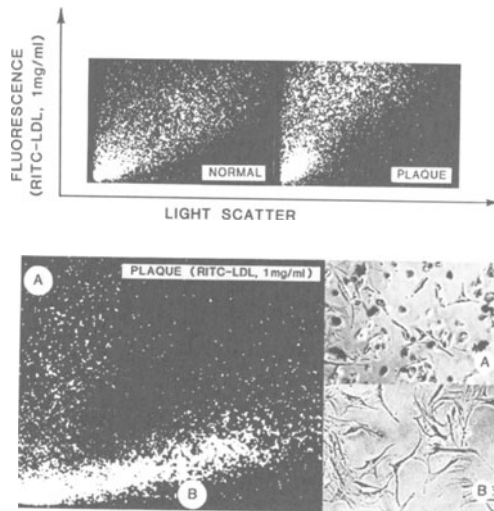 FLUORESCENCE
(RITC-LDL, 1mg/ml)
NORMAL
PLAQUE
LIGHT SCATTER
A
PLAQUE (RITC-LDL, 1mg/ml)
B
A
B